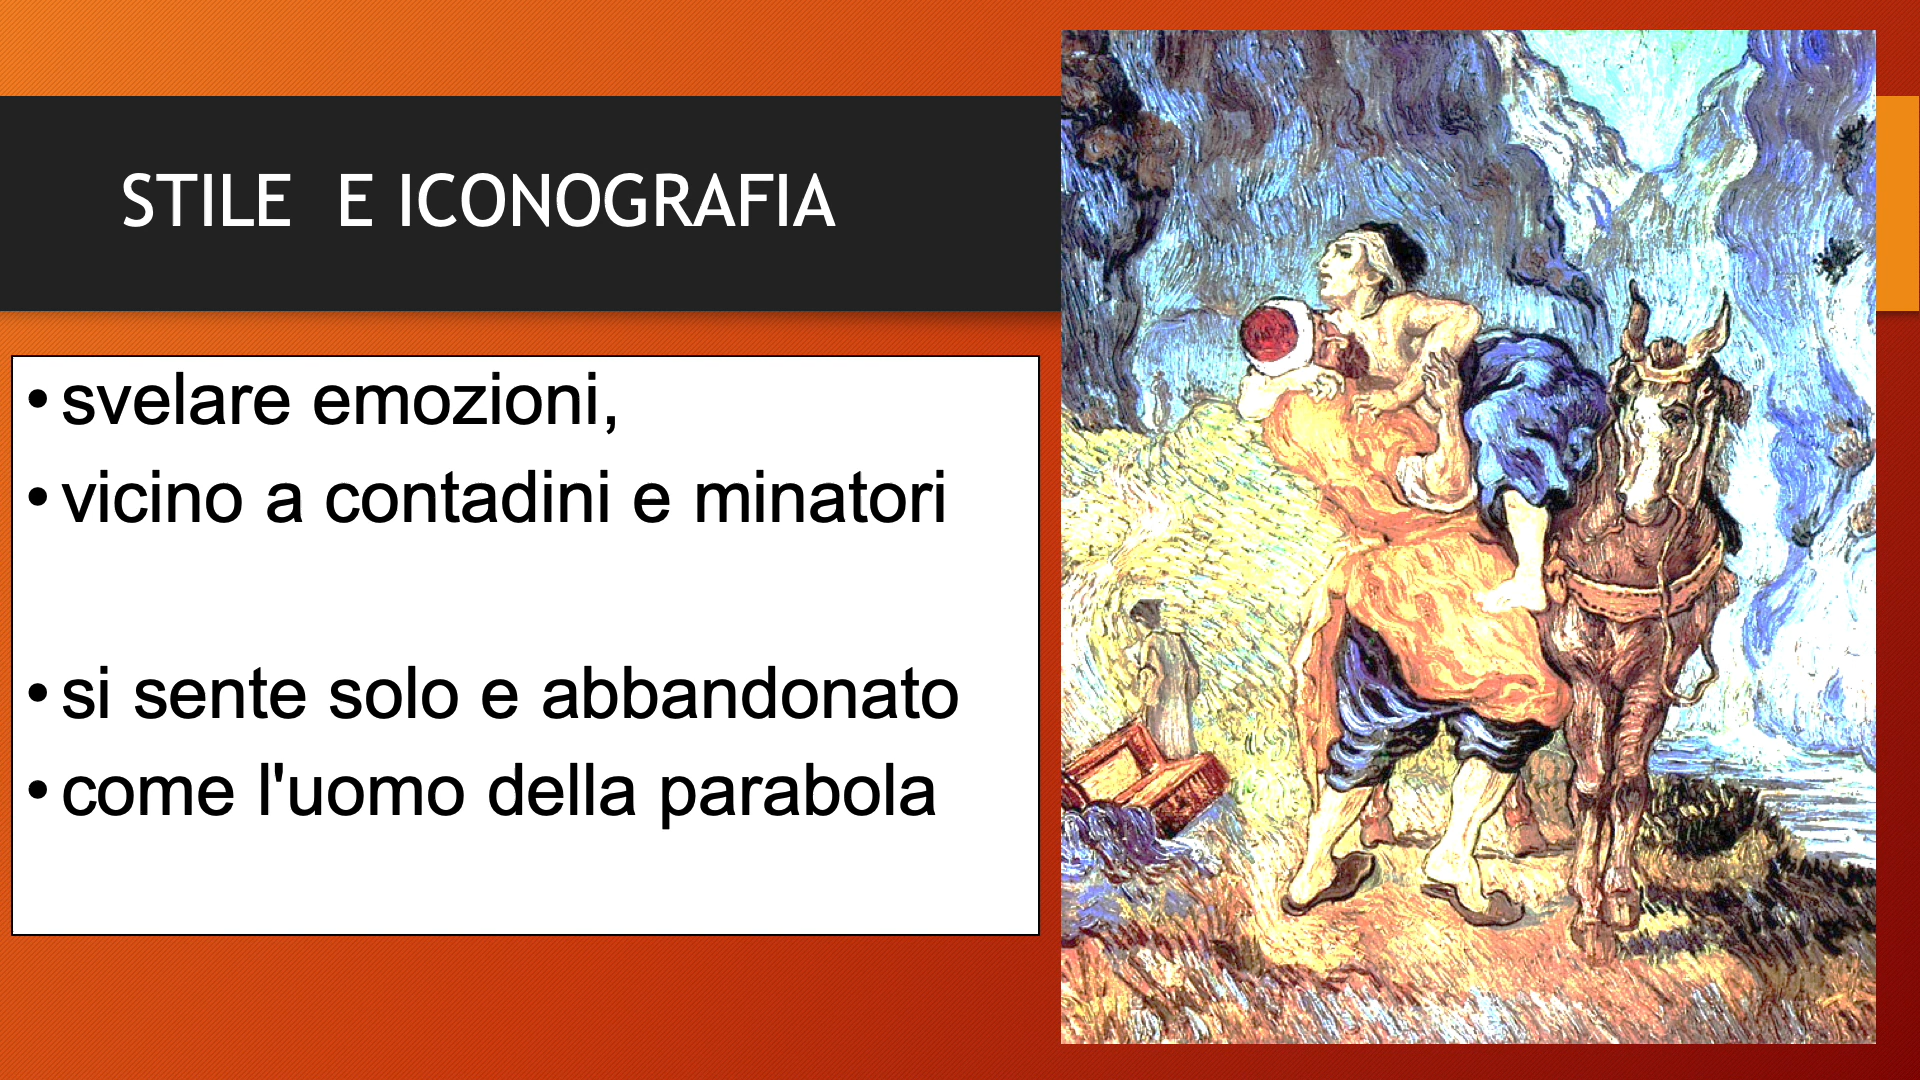 STILE  E ICONOGRAFIA
• svelare emozioni,
• vicino a contadini e minatori
• si sente solo e abbandonato
• come l'uomo della parabola